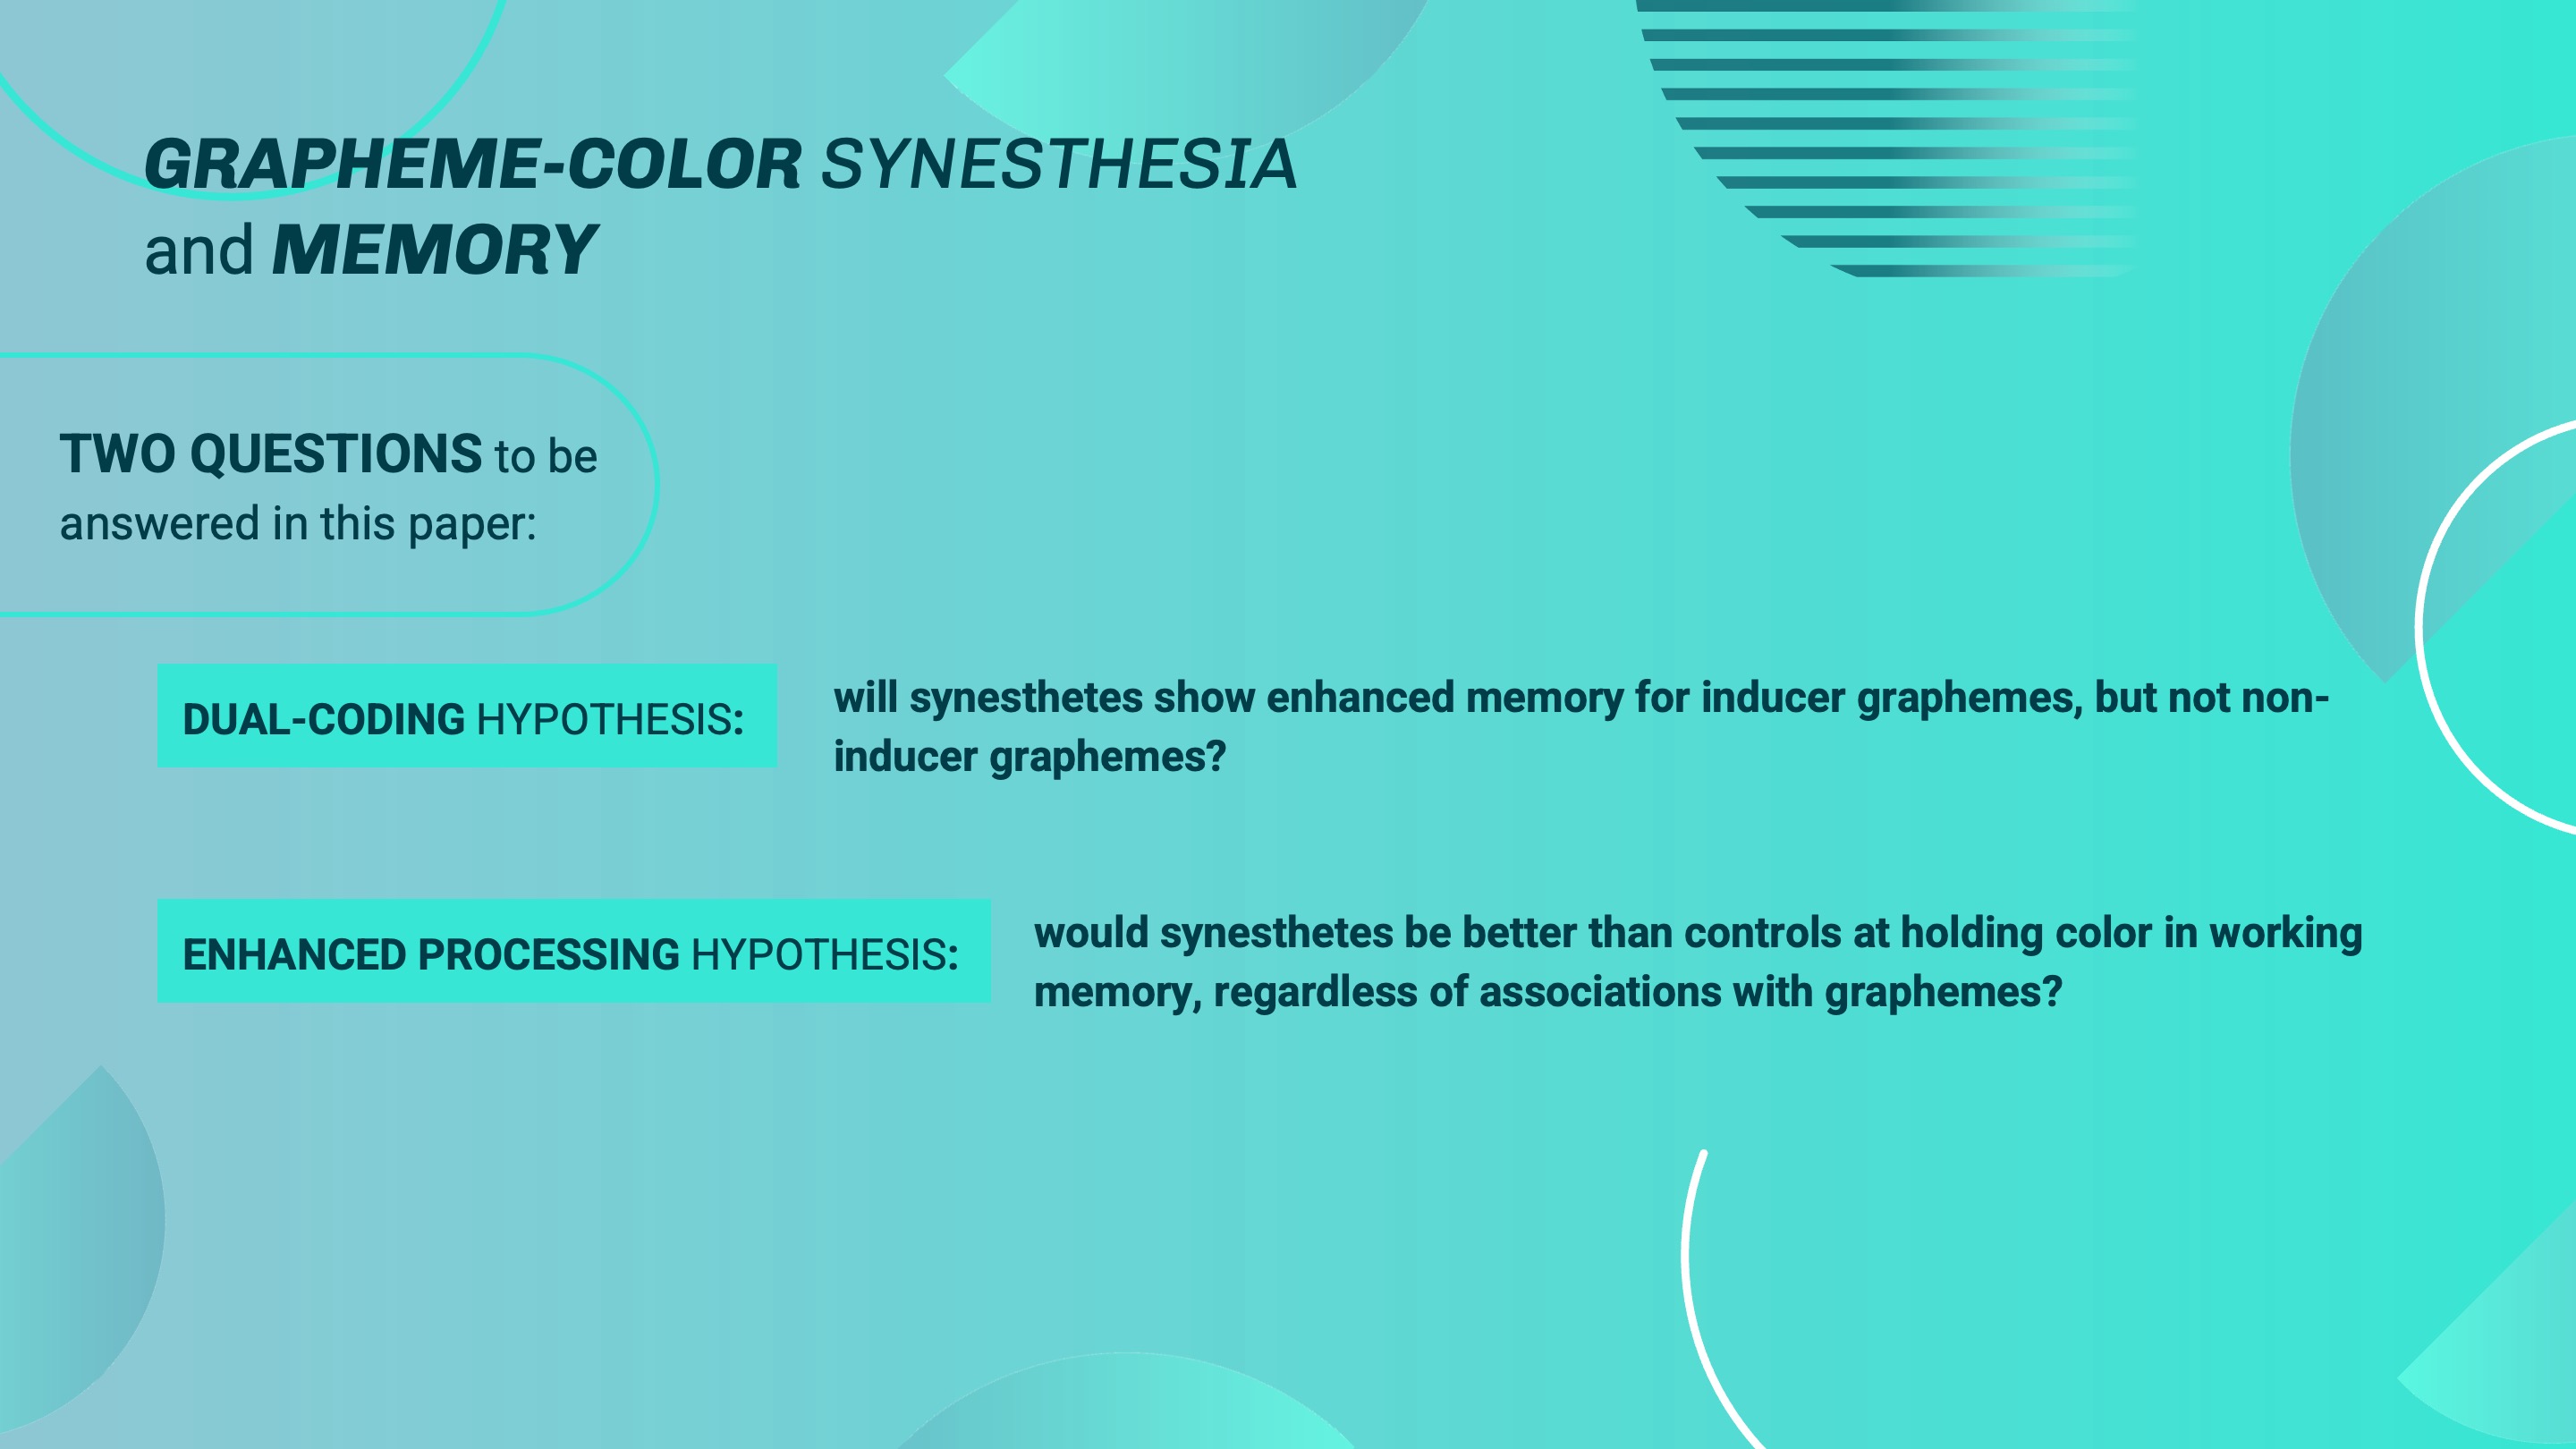 GRAPHEME-COLOR SYNESTHESIA
and MEMORY
TWO QUESTIONS to be
answered in this paper:
DUAL-CODING HYPOTHESIS:
will synesthetes show enhanced memory for inducer graphemes, but not non-
inducer graphemes?
ENHANCED PROCESSING HYPOTHESIS:
would synesthetes be better than controls at holding color in working
memory, regardless of associations with graphemes?